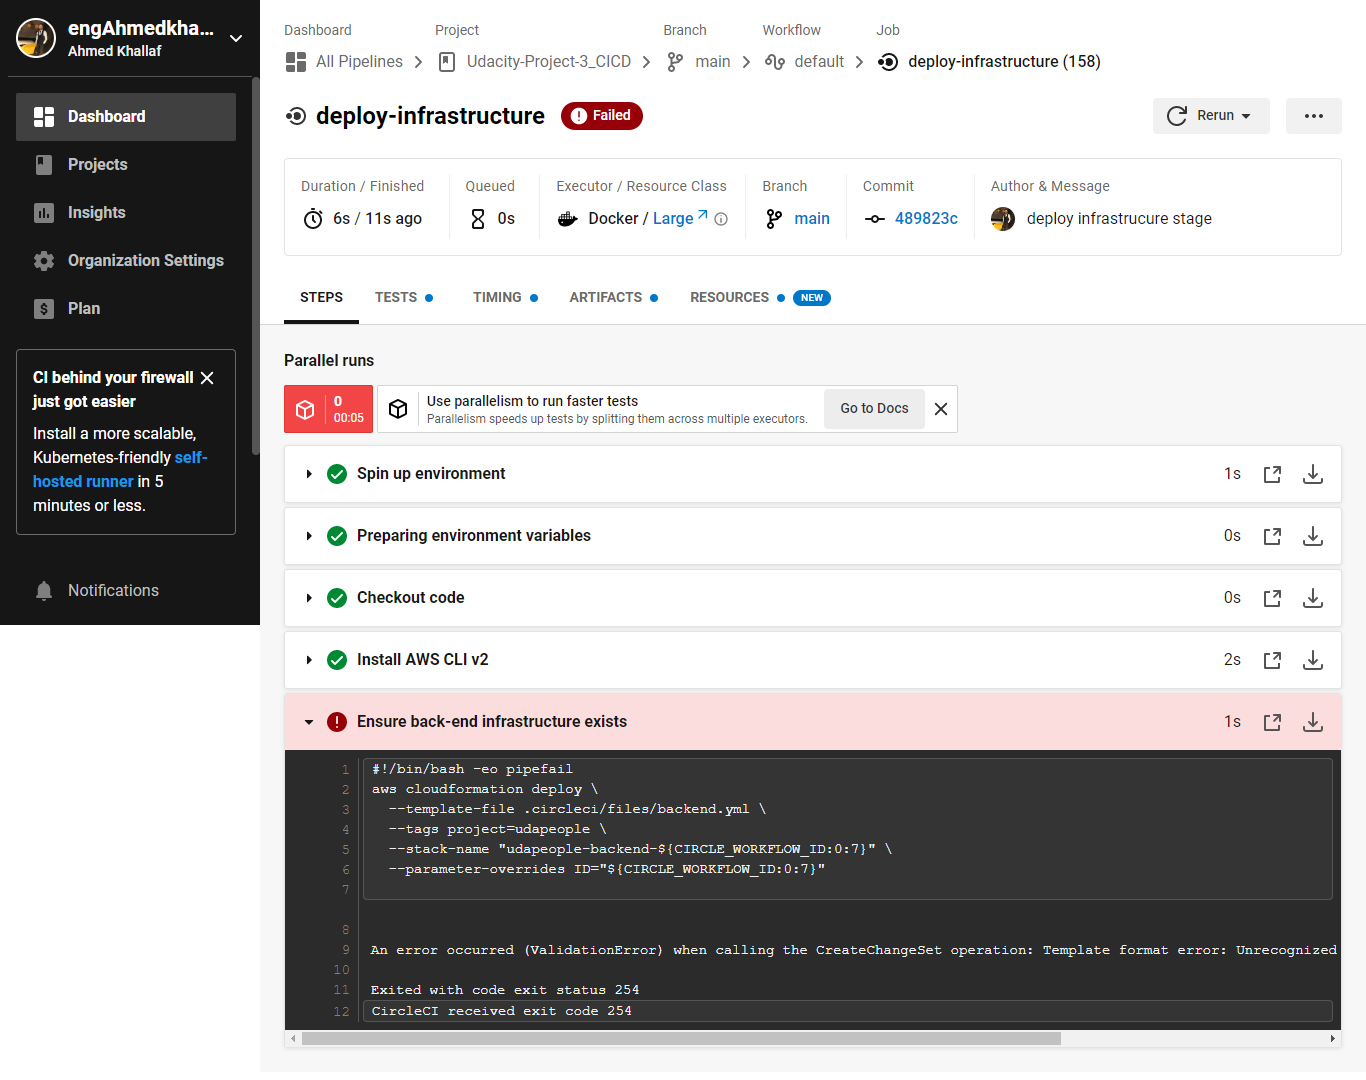 engAhmedkha...
Ahmed Khallaf
Dashboard
Projects
Insights
Organization Settings
Plan
CI behind your firewall
just got easier
Install a more scalable,
Kubernetes-friendly self-
hosted runner in 5
minutes or less.
Notifications
Dashboard Project Branch Workflow Job
All Pipelines Udacity-Project-3_CICD main default deploy-infrastructure (158)
deploy-infrastructure Failed
Rerun
Duration / Finished Queued Executor / Resource Class Branch Commit Author & Message
6s / 11s ago 0s Docker / Large main 489823c deploy infrastrucure stage
STEPS TESTS TIMING ARTIFACTS RESOURCES NEW
Parallel runs
0
00:05
Use parallelism to run faster tests
Parallelism speeds up tests by splitting them across multiple executors.
Go to Docs
Spin up environment 1s
Preparing environment variables 0s
Checkout code 0s
Install AWS CLI v2 2s
Ensure back-end infrastructure exists 1s
1 #!/bin/bash -eo pipefail
2 aws cloudformation deploy \
3 --template-file .circleci/files/backend.yml \
4 --tags project=udapeople \
5 --stack-name "udapeople-backend-${CIRCLE_WORKFLOW_ID:0:7}" \
6 --parameter-overrides ID="${CIRCLE_WORKFLOW_ID:0:7}"
7
8
9 An error occurred (ValidationError) when calling the CreateChangeSet operation: Template format error: Unrecognized
10
11 Exited with code exit status 254
12 CircleCI received exit code 254